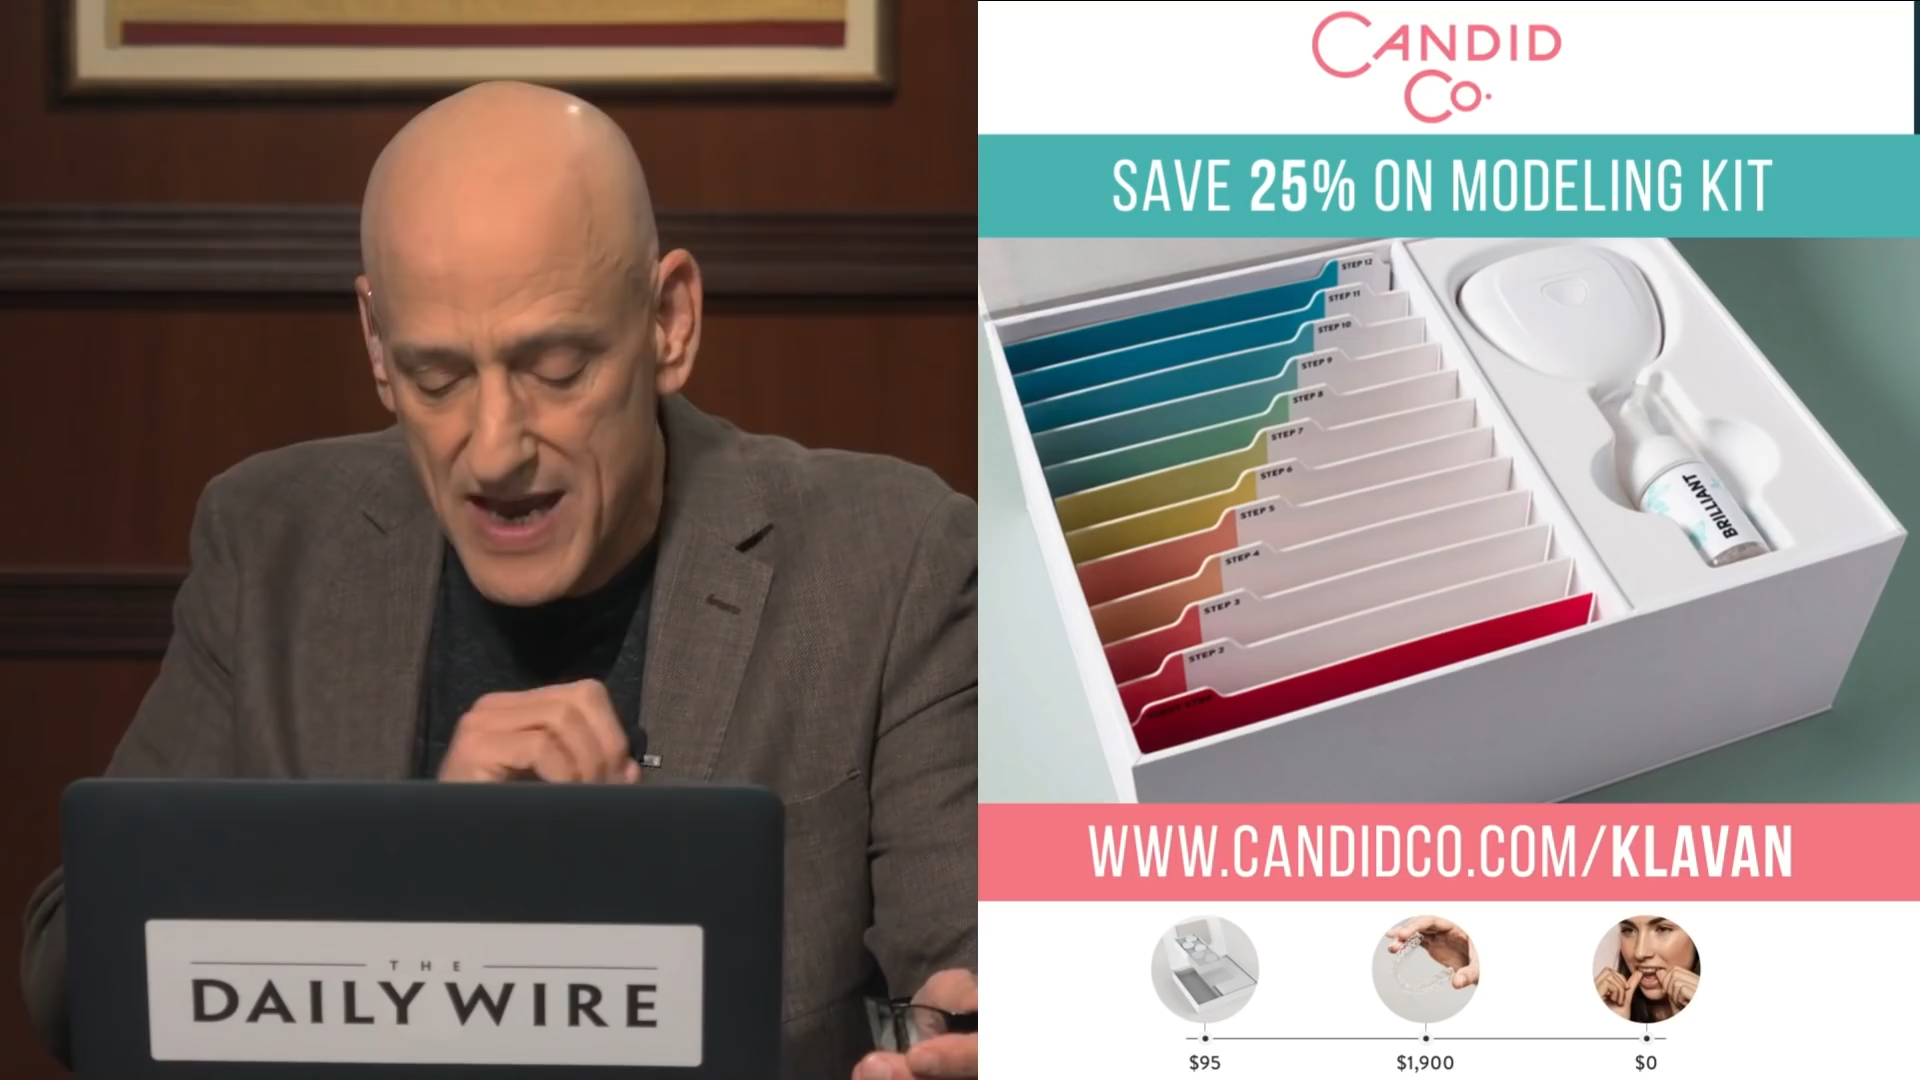 THE
DAILY WIRE
CANDID
CO.
SAVE 25% ON MODELING KIT
STEP 12
STEP 11
STEP 10
STEP 9
STEP 8
STEP 7
STEP 6
STEP 5
STEP 4
STEP 3
STEP 2
BRILLIANT
WWW.CANDIDCO.COM/KLAVAN
$95
$1,900
$0